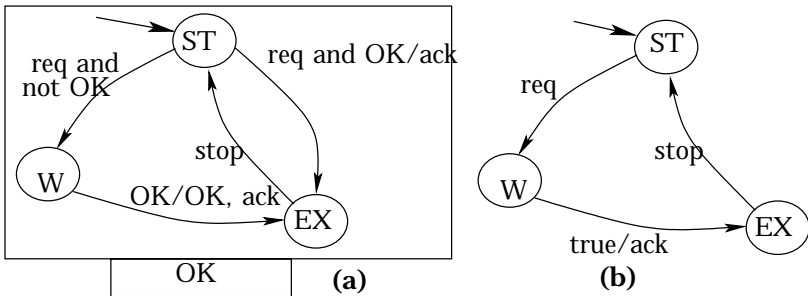 ST
req and
not OK
req and OK/ack
stop
W
OK/OK, ack
EX
OK
(a)
ST
req
stop
W
EX
true/ack
(b)